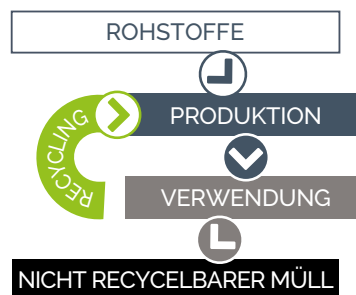 ROHSTOFFE
PRODUKTION
RECYCLING
VERWENDUNG
NICHT RECYCELBARER MÜLL